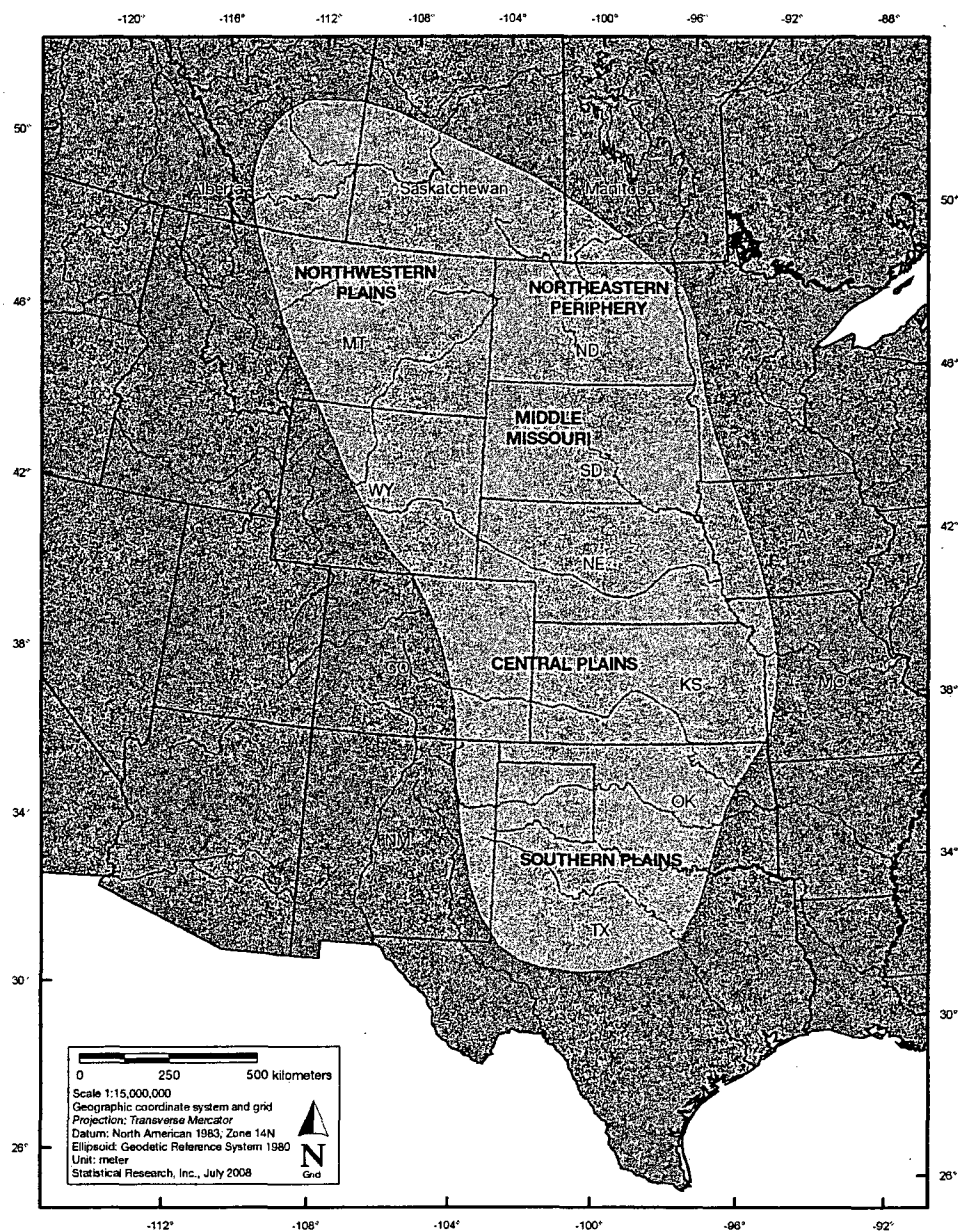 -120° -112° -108° -104° -100° -96° -92° -88°
50°
Alberta Saskatchewan Manitoba
50°
NORTHWESTERN
PLAINS
NORTHEASTERN
PERIPHERY
46°
MT
ND
46°
MIDDLE
MISSOURI
42°
SD
WY
42°
IA
NE
38°
CENTRAL PLAINS
CO
KS
MO
38°
34°
OK
NM
34°
SOUTHERN PLAINS
TX
30°
30°
0 250 500 kilometers
Scale 1:15,000,000
Geographic coordinate system and grid
Projection: Transverse Mercator
Datum: North American 1983; Zone 14N
Ellipsoid: Geodetic Reference System 1980
Unit: meter
Statistical Research, Inc., July 2008
N
Grid
26°
26°
-112° -108° -104° -100° -96° -92°